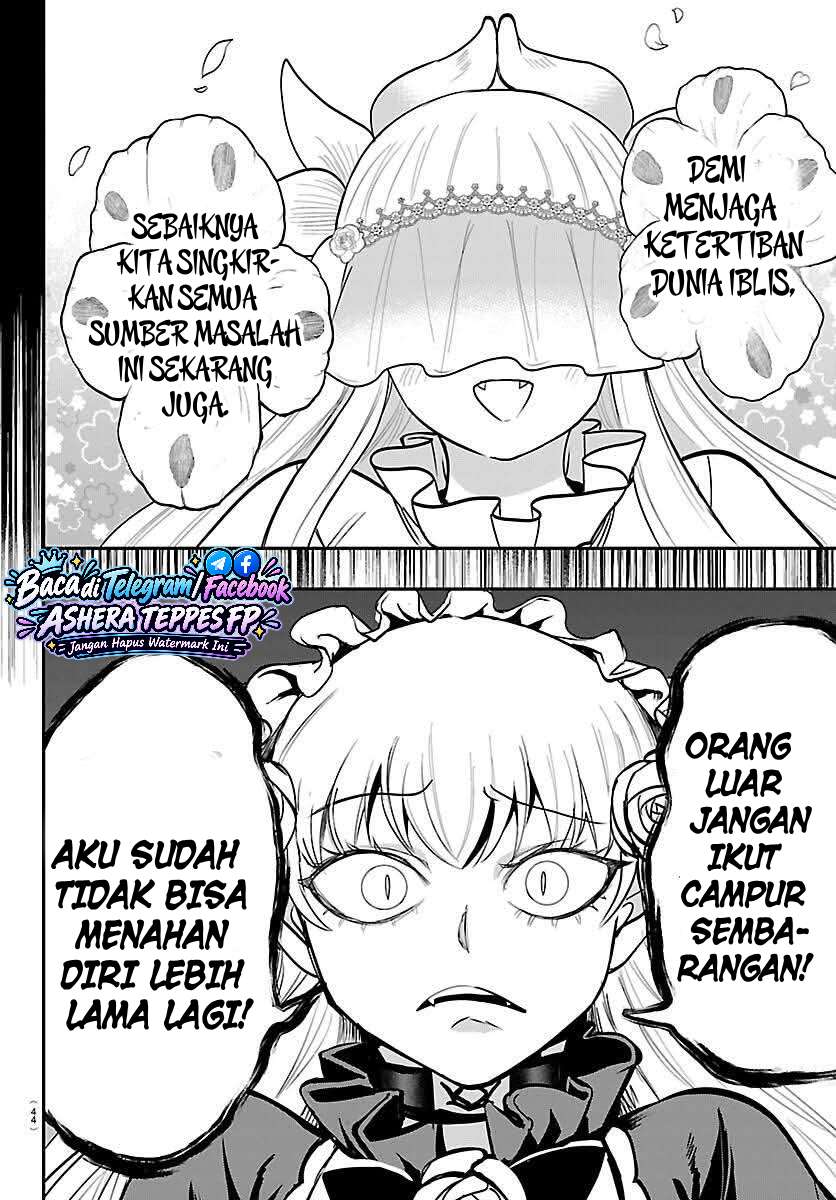 DEMI
MENJAGA
KETERTIBAN
DUNIA IBLIS,
SEBAIKNYA
KITA SINGKIR-
KAN SEMUA
SUMBER MASALAH
INI SEKARANG
JUGA.
Baca di Telegram/Facebook
ASHERA TEPPES FP
Jangan Hapus Watermark Ini
ORANG
LUAR
JANGAN
IKUT
CAMPUR
SEMBA-
RANGAN!
AKU SUDAH
TIDAK BISA
MENAHAN
DIRI LEBIH
LAMA LAGI!
44